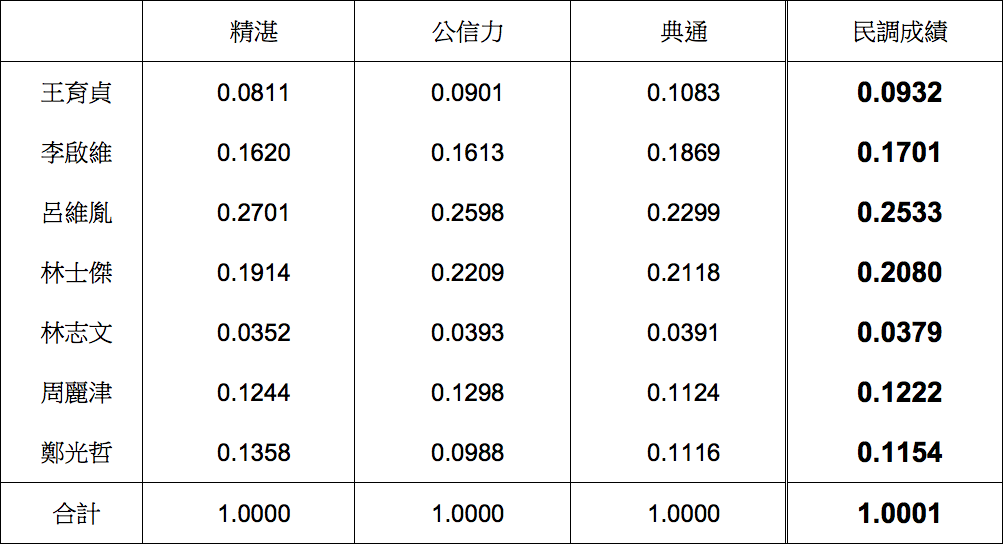 精湛 公信力 典通 民調成績
王育貞 0.0811 0.0901 0.1083 0.0932
李啟維 0.1620 0.1613 0.1869 0.1701
呂維胤 0.2701 0.2598 0.2299 0.2533
林士傑 0.1914 0.2209 0.2118 0.2080
林志文 0.0352 0.0393 0.0391 0.0379
周麗津 0.1244 0.1298 0.1124 0.1222
鄭光哲 0.1358 0.0988 0.1116 0.1154
合計 1.0000 1.0000 1.0000 1.0001